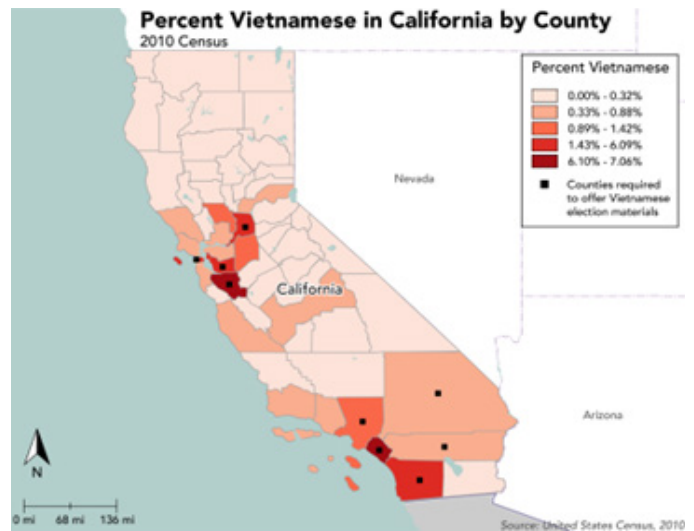 Percent Vietnamese in California by County
2010 Census
Percent Vietnamese
0.00% - 0.32%
0.33% - 0.88%
0.89% - 1.42%
1.43% - 6.09%
6.10% - 7.06%
Counties required
to offer Vietnamese
election materials
Nevada
California
Arizona
N
0 mi 68 mi 136 mi
Source: United States Census, 2010